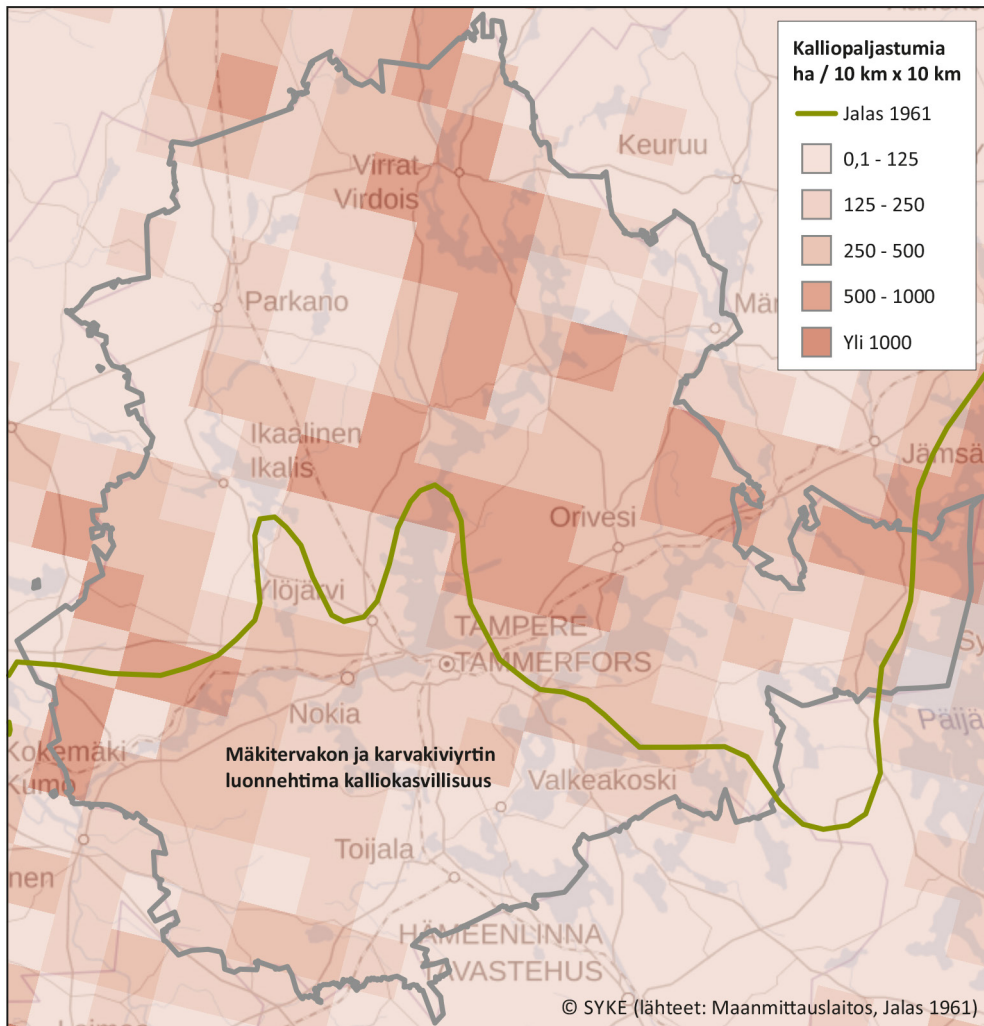 Kalliopaljastumia
ha / 10 km x 10 km
Jalas 1961
0,1 - 125
125 - 250
250 - 500
500 - 1000
Yli 1000
Keuruu
Virrat
Virdois
Parkano
Ikaalinen
Ikalis
Jämsä
Orivesi
Ylöjärvi
TAMPERE
TAMMERFORS
Nokia
Päijä
Kokemäki
Kumo
Mäkitervakon ja karvakiviyrtin
luonnehtima kalliokasvillisuus
Valkeakoski
Toijala
nen
HÄMEENLINNA
TAVASTEHUS
© SYKE (lähteet: Maanmittauslaitos, Jalas 1961)